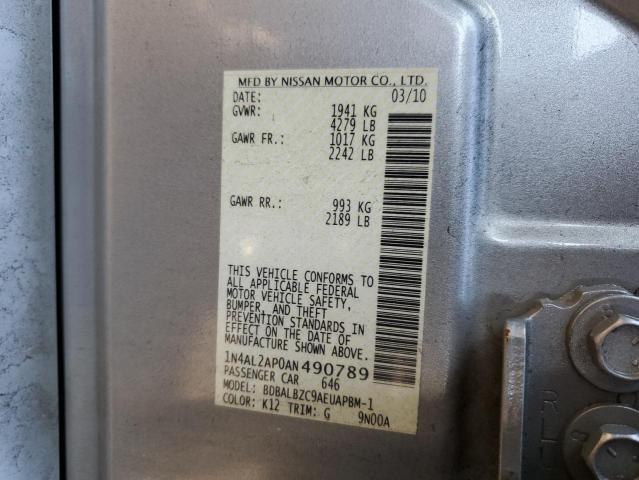 MFD BY NISSAN MOTOR CO., LTD.
DATE: 03/10
GVWR: 1941 KG
4279 LB
GAWR FR.: 1017 KG
2242 LB
GAWR RR.: 993 KG
2189 LB
THIS VEHICLE CONFORMS TO
ALL APPLICABLE FEDERAL
MOTOR VEHICLE SAFETY,
BUMPER, AND THEFT
PREVENTION STANDARDS IN
EFFECT ON THE DATE OF
MANUFACTURE SHOWN ABOVE.
1N4AL2AP0AN490789
PASSENGER CAR 646
MODEL: BDBALBZC9AEUAPBM-1
COLOR: K12 TRIM: G 9N00A